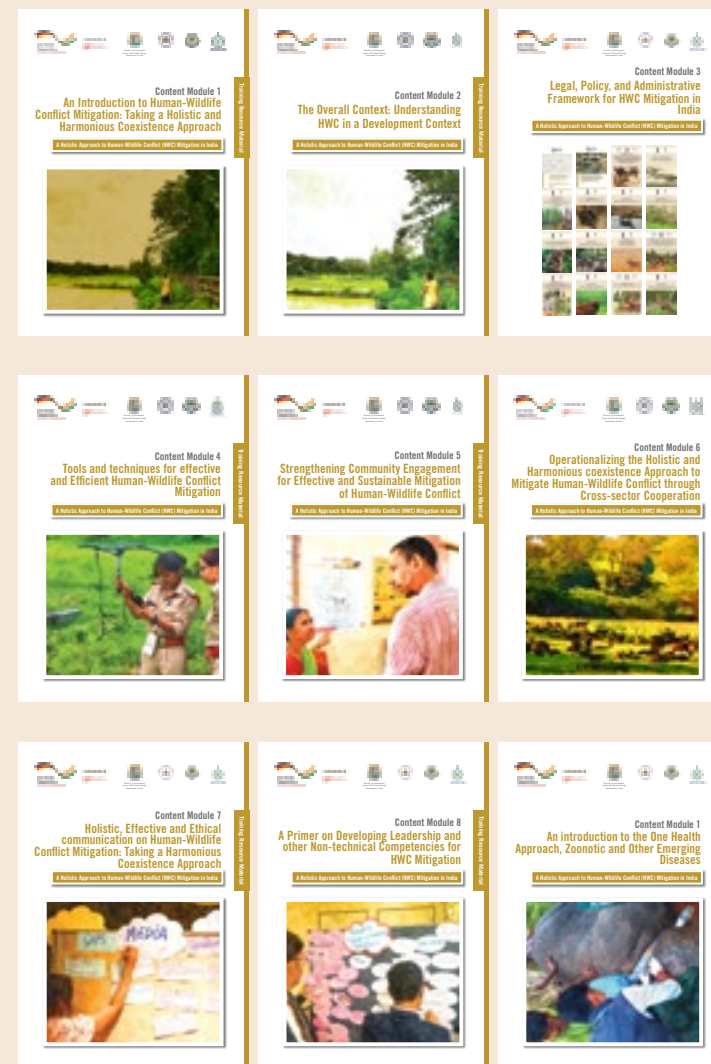 Content Module 1
An Introduction to Human-Wildlife
Conflict Mitigation: Taking a Holistic and
Harmonious Coexistence Approach
A Holistic Approach to Human-Wildlife Conflict (HWC) Mitigation in India
Training Resource Material
Content Module 2
The Overall Context: Understanding
HWC in a Development Context
A Holistic Approach to Human-Wildlife Conflict (HWC) Mitigation in India
Training Resource Material
Content Module 3
Legal, Policy, and Administrative
Framework for HWC Mitigation in
India
A Holistic Approach to Human-Wildlife Conflict (HWC) Mitigation in India
Content Module 4
Tools and techniques for effective
and Efficient Human-Wildlife Conflict
Mitigation
A Holistic Approach to Human-Wildlife Conflict (HWC) Mitigation in India
Training Resource Material
Content Module 5
Strengthening Community Engagement
for Effective and Sustainable Mitigation
of Human-Wildlife Conflict
A Holistic Approach to Human-Wildlife Conflict (HWC) Mitigation in India
Training Resource Material
Content Module 6
Operationalizing the Holistic and
Harmonious coexistence Approach to
Mitigate Human-Wildlife Conflict through
Cross-sector Cooperation
A Holistic Approach to Human-Wildlife Conflict (HWC) Mitigation in India
Content Module 7
Holistic, Effective and Ethical
communication on Human-Wildlife
Conflict Mitigation: Taking a Harmonious
Coexistence Approach
A Holistic Approach to Human-Wildlife Conflict (HWC) Mitigation in India
Training Resource Material
MEDIA
Content Module 8
A Primer on Developing Leadership and
other Non-technical Competencies for
HWC Mitigation
A Holistic Approach to Human-Wildlife Conflict (HWC) Mitigation in India
Training Resource Material
Content Module 1
An introduction to the One Health
Approach, Zoonotic and Other Emerging
Diseases
A Holistic Approach to Human-Wildlife Conflict (HWC) Mitigation in India